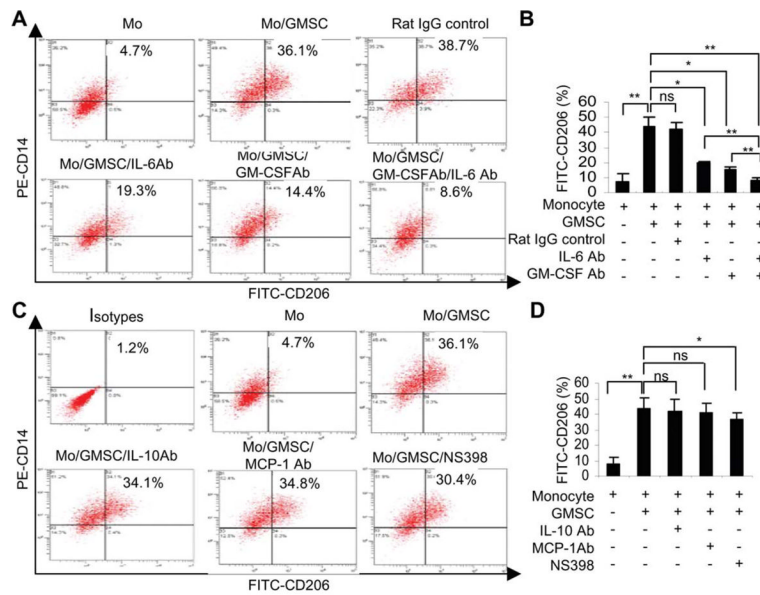 A
Mo
Mo/GMSC
Rat IgG control
4.7%
36.1%
38.7%
Mo/GMSC/IL-6Ab
Mo/GMSC/
GM-CSFAb
Mo/GMSC/
GM-CSFAb/IL-6 Ab
19.3%
14.4%
8.6%
PE-CD14
FITC-CD206
B
**
*
*
** ns
**
**
FITC-CD206 (%)
60
50
40
30
20
10
0
Monocyte + + + + + +
GMSC - + + + + +
Rat IgG control - - + - - -
IL-6 Ab - - - + - +
GM-CSF Ab - - - - + +
C
Isotypes
Mo
Mo/GMSC
1.2%
4.7%
36.1%
Mo/GMSC/IL-10Ab
Mo/GMSC/
MCP-1 Ab
Mo/GMSC/NS398
34.1%
34.8%
30.4%
PE-CD14
FITC-CD206
D
*
ns
** ns
FITC-CD206 (%)
60
50
40
30
20
10
0
Monocyte + + + + +
GMSC - + + + +
IL-10 Ab - - + - -
MCP-1Ab - - - + -
NS398 - - - - +